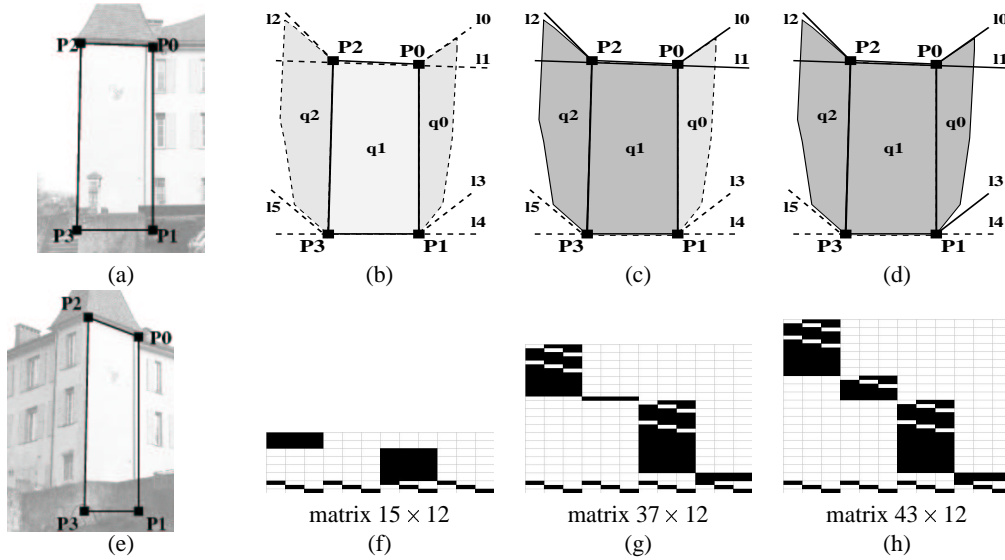 P2 P0
P3 P1
(a)
l2 l0
P2 P0
l1
q2 q0
q1
l3
l5 l4
P3 P1
(b)
l2 l0
P2 P0
l1
q2 q0
q1
l3
l5 l4
P3 P1
(c)
l2 l0
P2 P0
l1
q2 q0
q1
l3
l5 l4
P3 P1
(d)
P2
P0
P3 P1
(e)
matrix 15 × 12
(f)
matrix 37 × 12
(g)
matrix 43 × 12
(h)